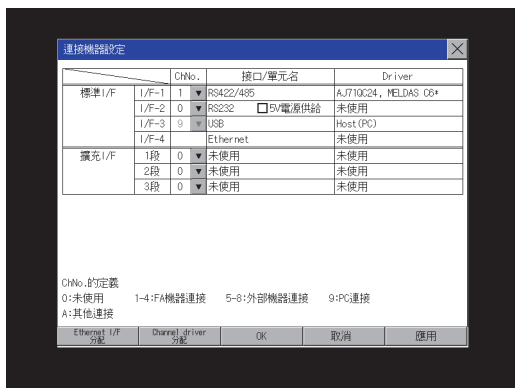 連接機器設定
ChNo. 接口/單元名 Driver
標準I/F I/F-1 1 RS422/485 AJ71QC24, MELDAS C6*
I/F-2 0 RS232 5V電源供給 未使用
I/F-3 9 USB Host(PC)
I/F-4 Ethernet 未使用
擴充I/F 1段 0 未使用 未使用
2段 0 未使用 未使用
3段 0 未使用 未使用
ChNo.的定義
0:未使用 1-4:FA機器連接 5-8:外部機器連接 9:PC連接
A:其他連接
Ethernet I/F
分配
Channel driver
分配
OK
取消
應用